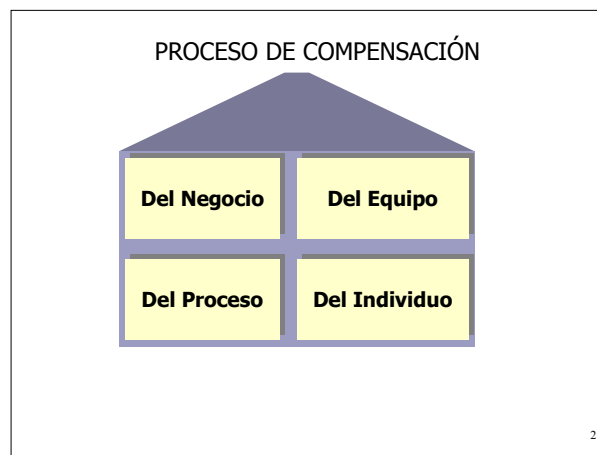 PROCESO DE COMPENSACIÓN
Del Negocio
Del Equipo
Del Proceso
Del Individuo
2